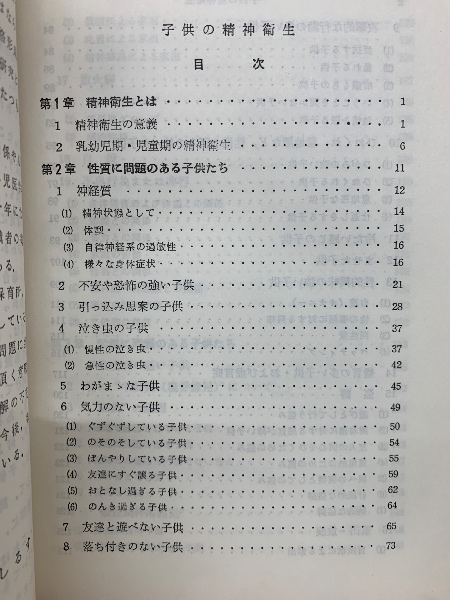 子供の精神衛生
目次
第1章 精神衛生とは 1
1 精神衛生の意義 1
2 乳幼児期・児童期の精神衛生 6
第2章 性質に問題のある子供たち 11
1 神経質 12
(1) 精神状態として 14
(2) 体型 15
(3) 自律神経系の過敏性 16
(4) 様々な身体症状 16
2 不安や恐怖の強い子供 21
3 引っ込み思案の子供 28
4 泣き虫の子供 37
(1) 慢性の泣き虫 37
(2) 急性の泣き虫 42
5 わがまゝな子供 45
6 気力のない子供 49
(1) ぐずぐずしている子供 50
(2) のそのそしている子供 54
(3) ぼんやりしている子供 55
(4) 友達にすぐ譲る子供 59
(5) おとなし過ぎる子供 62
(6) のんき過ぎる子供 64
7 友達と遊べない子供 65
8 落ち付きのない子供 73